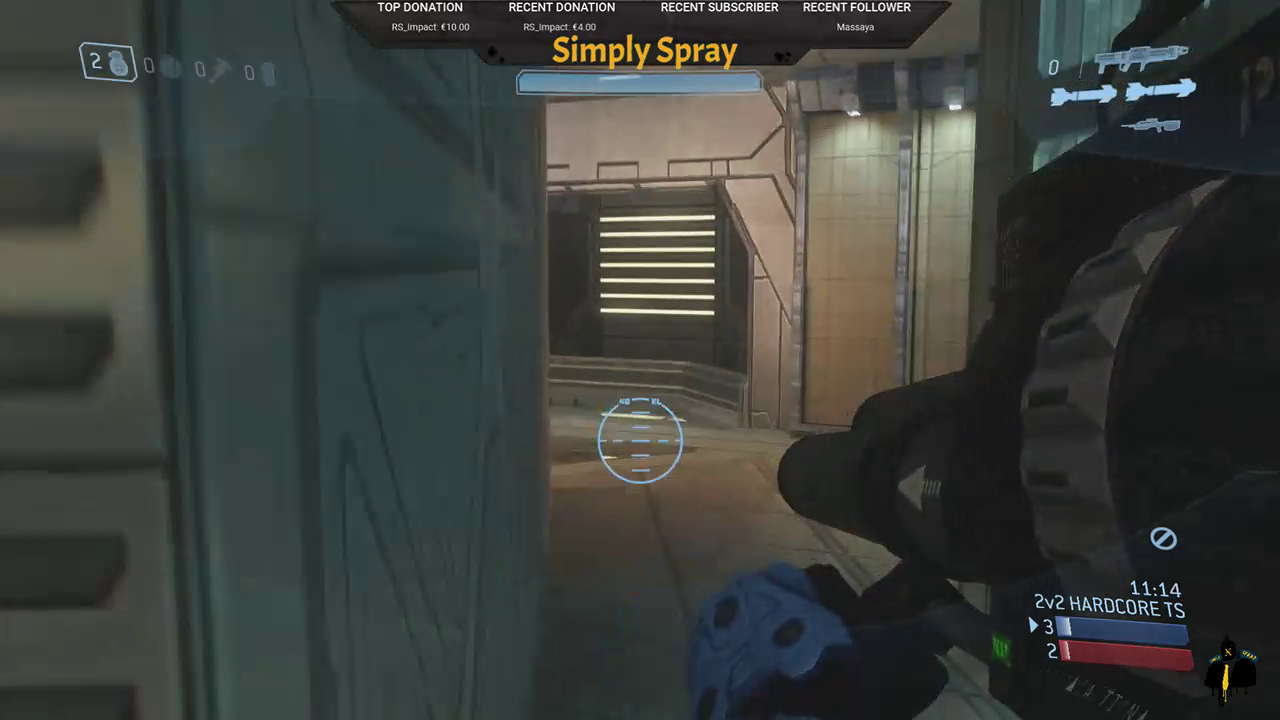 TOP DONATION
RECENT DONATION
RECENT SUBSCRIBER
RECENT FOLLOWER
RS_Impact: €10.00
RS_Impact: €4.00
Massaya
Simply Spray
2
0
0
0
0
11:14
2v2 HARDCORE TS
3
2